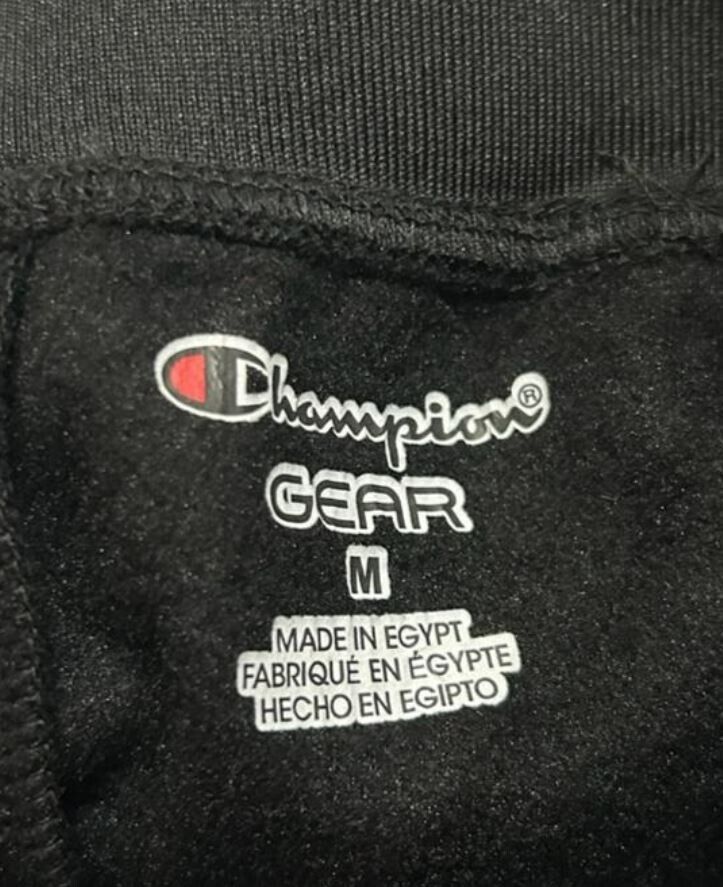 Champion®
GEAR
M
MADE IN EGYPT
FABRIQUÉ EN ÉGYPTE
HECHO EN EGIPTO